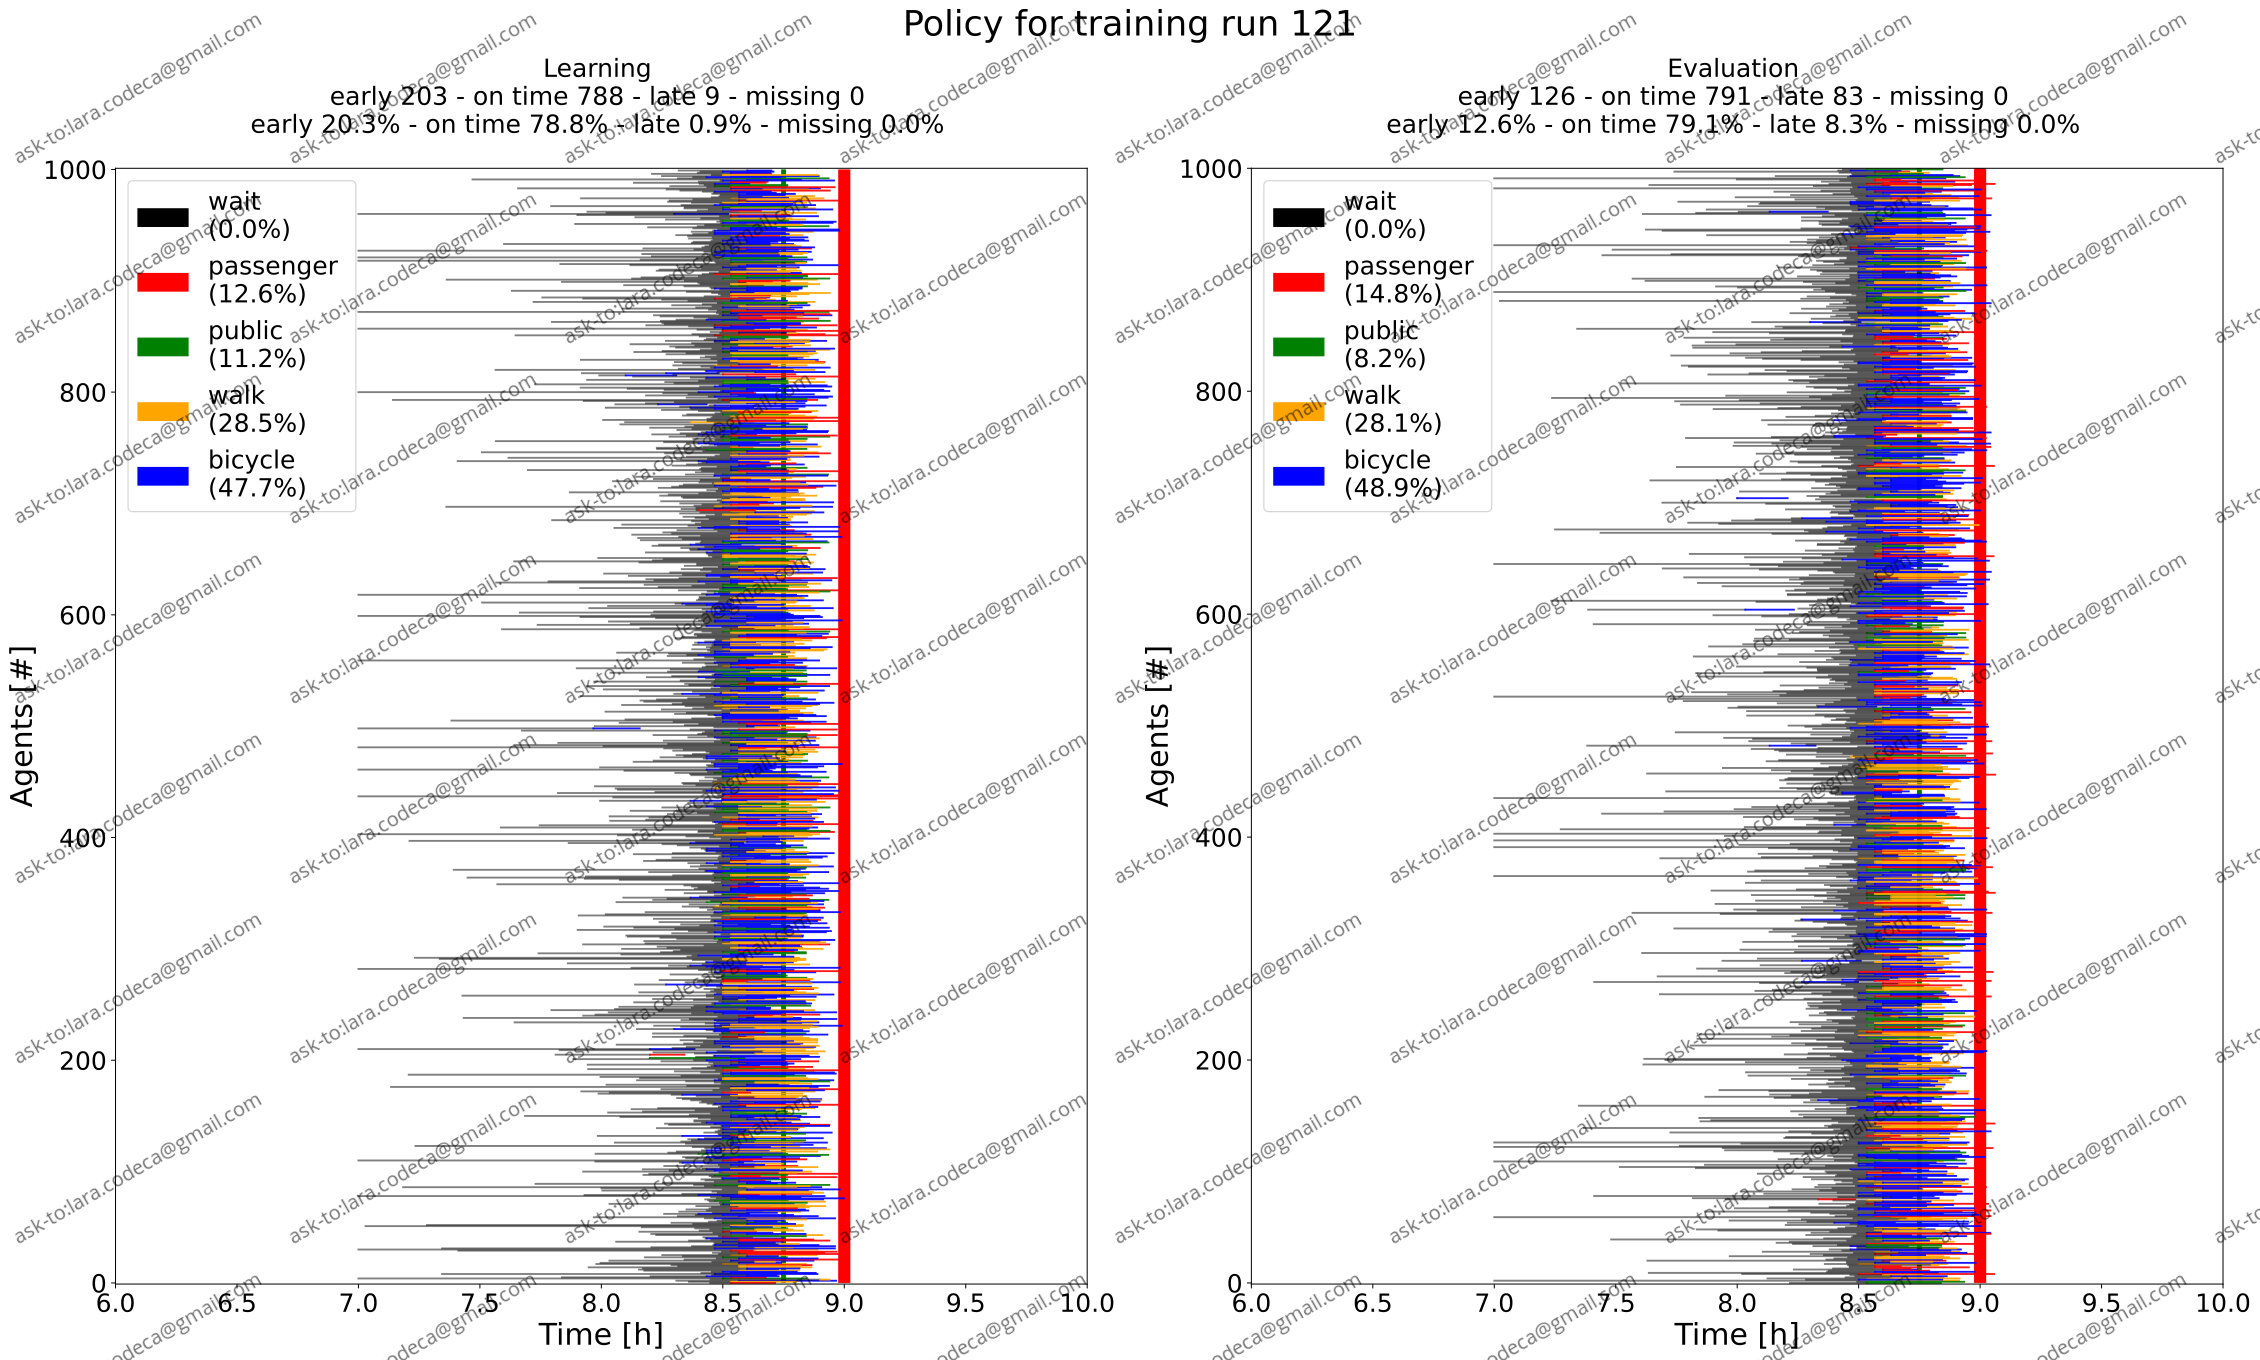 Policy for training run 121
Learning
early 203 - on time 788 - late 9 - missing 0
early 20.3% - on time 78.8% - late 0.9% - missing 0.0%
1000
800
600
400
200
0
Agents [#]
wait
(0.0%)
passenger
(12.6%)
public
(11.2%)
walk
(28.5%)
bicycle
(47.7%)
6.0 6.5 7.0 7.5 8.0 8.5 9.0 9.5 10.0
Time [h]
Evaluation
early 126 - on time 791 - late 83 - missing 0
early 12.6% - on time 79.1% - late 8.3% - missing 0.0%
1000
800
600
400
200
0
Agents [#]
wait
(0.0%)
passenger
(14.8%)
public
(8.2%)
walk
(28.1%)
bicycle
(48.9%)
6.0 6.5 7.0 7.5 8.0 8.5 9.0 9.5 10.0
Time [h]
ask-to:lara.codeca@gmail.com